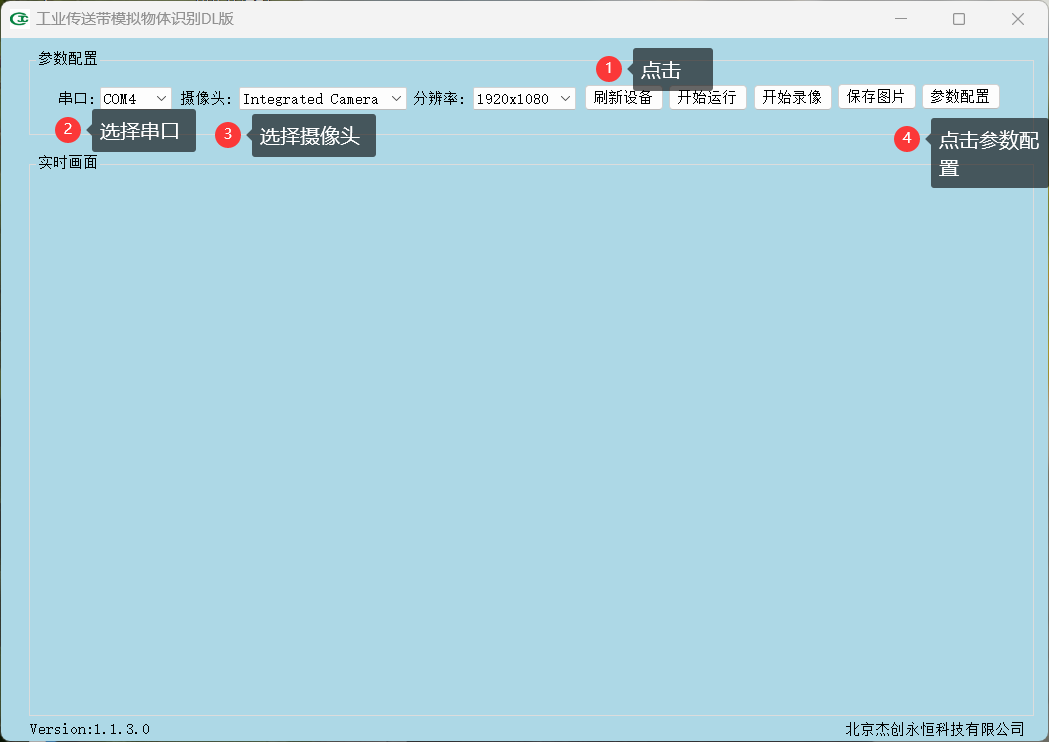 工业传送带模拟物体识别DL版
参数配置
1 点击
串口: COM4 摄像头: Integrated Camera 分辨率: 1920x1080 刷新设备 开始运行 开始录像 保存图片 参数配置
2 选择串口 3 选择摄像头 4 点击参数配
置
实时画面
Version:1.1.3.0 北京杰创永恒科技有限公司